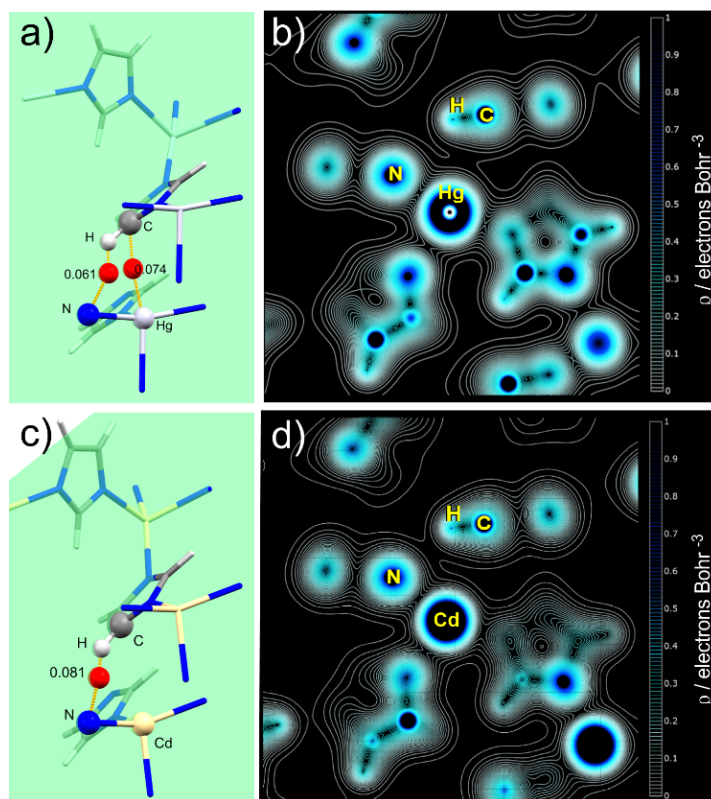 a)
C
H
0.061
0.074
N
Hg
b)
H
C
N
Hg
1
0.9
0.8
0.7
0.6
0.5
0.4
0.3
0.2
0.1
0
ρ / electrons Bohr⁻³
c)
H
C
0.081
N
Cd
d)
H
C
N
Cd
1
0.9
0.8
0.7
0.6
0.5
0.4
0.3
0.2
0.1
0
ρ / electrons Bohr⁻³